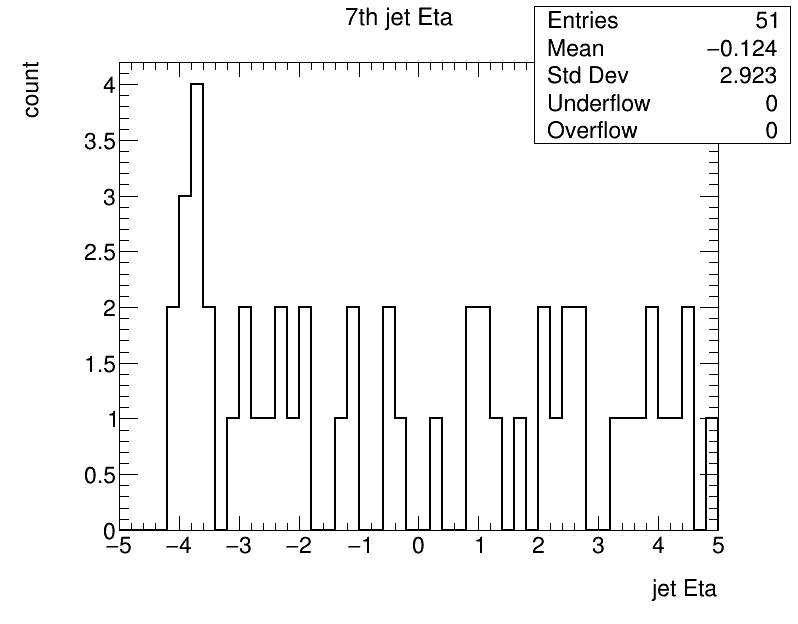 7th jet Eta
Entries 51
Mean −0.124
Std Dev 2.923
Underflow 0
Overflow 0
count
4
3.5
3
2.5
2
1.5
1
0.5
0
−5 −4 −3 −2 −1 0 1 2 3 4 5
jet Eta